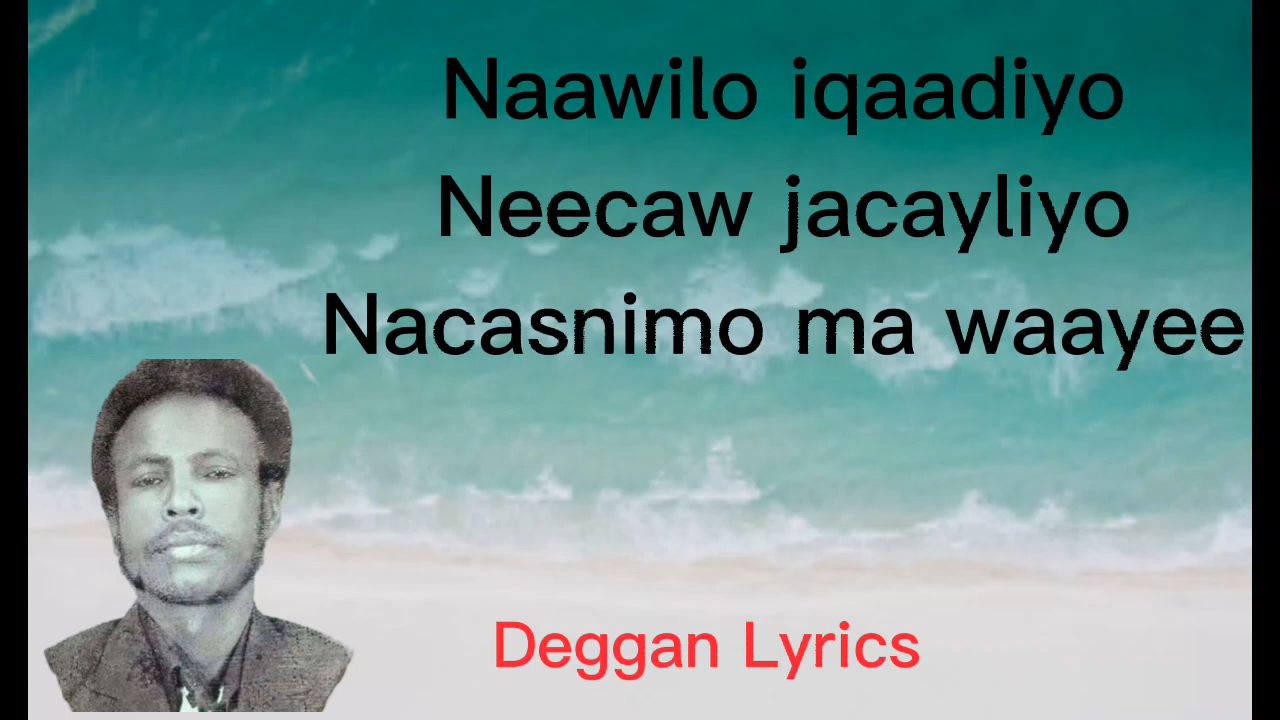 Naawilo iqaadiyo
Neecaw jacayliyo
Nacasnimo ma waayee
Deggan Lyrics